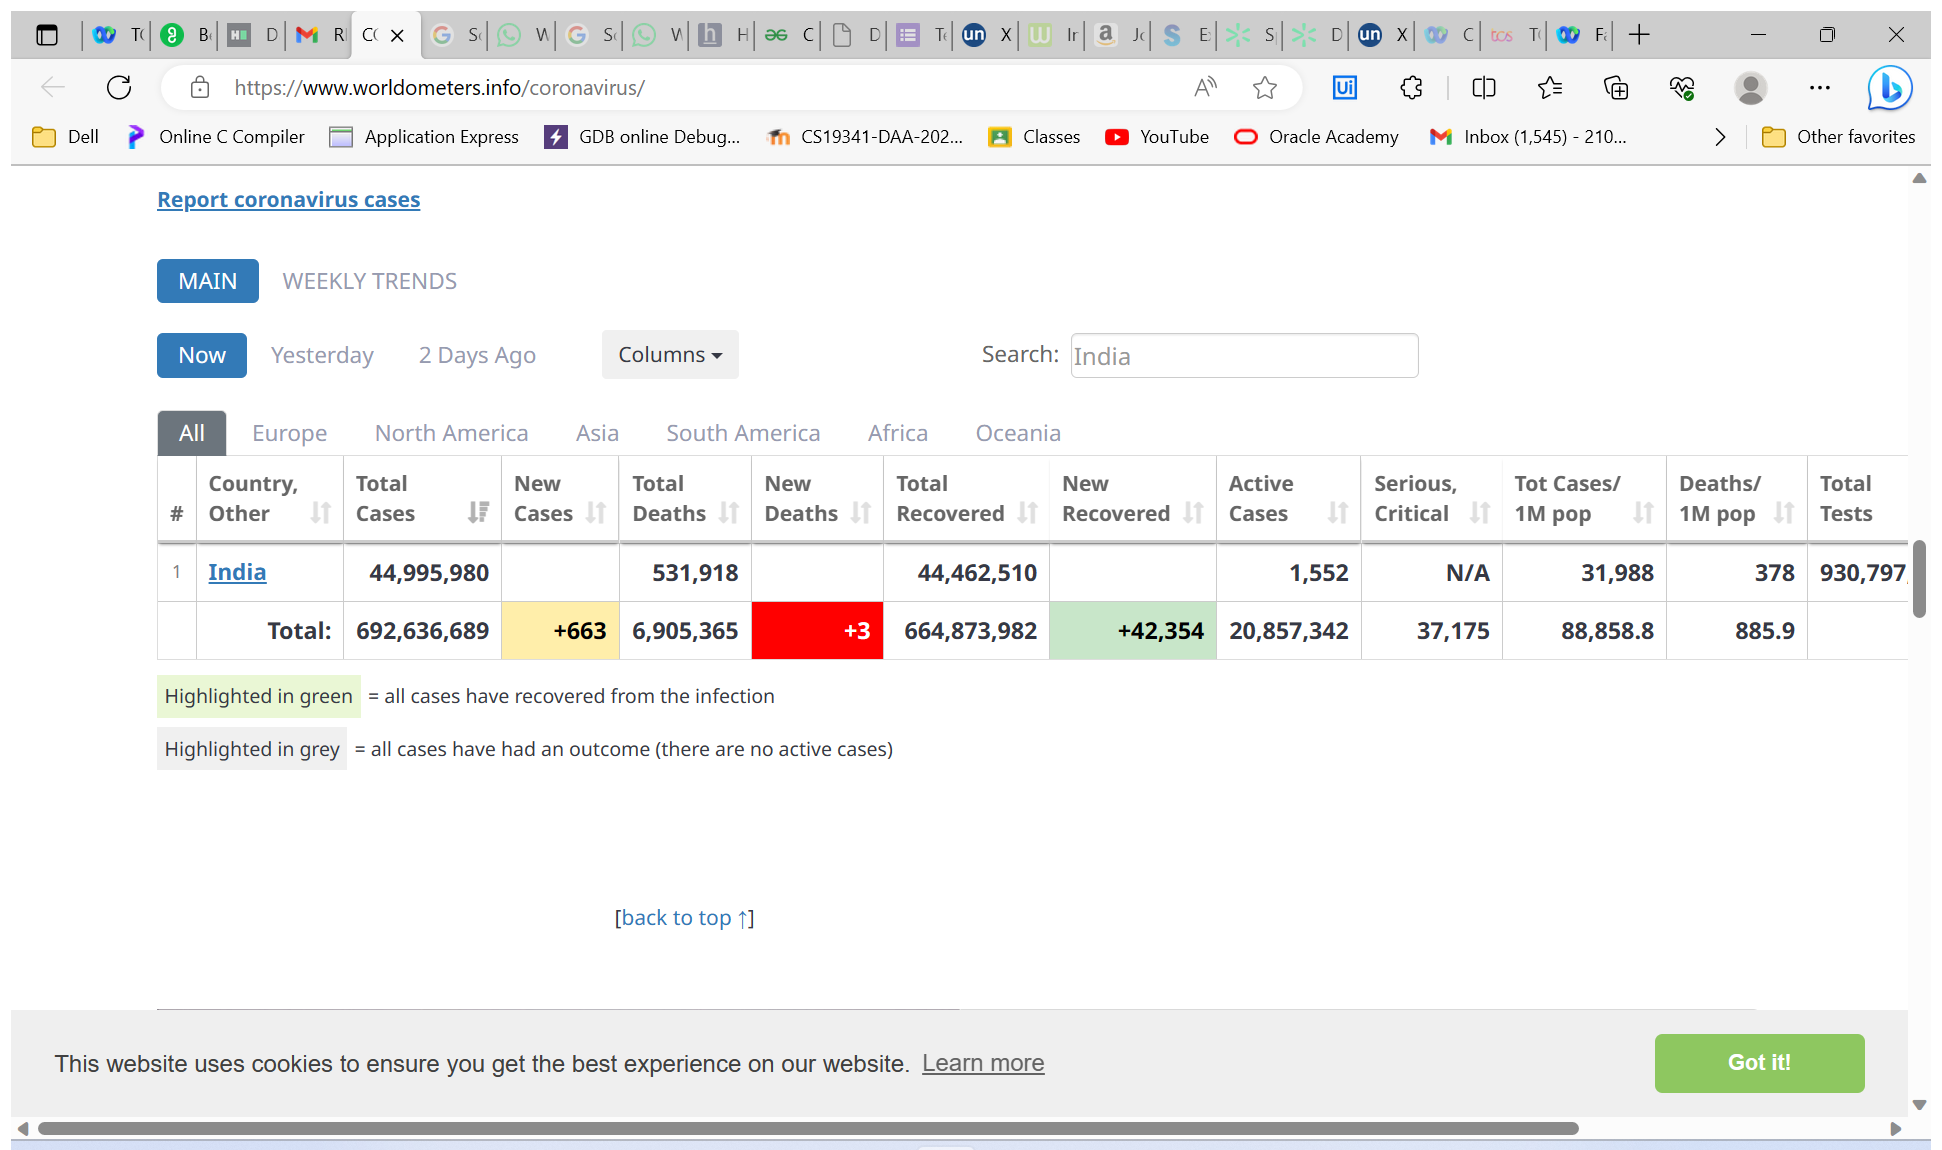 https://www.worldometers.info/coronavirus/
Dell Online C Compiler Application Express GDB online Debug... CS19341-DAA-202... Classes YouTube Oracle Academy Inbox (1,545) - 210... Other favorites
Report coronavirus cases
MAIN WEEKLY TRENDS
Now Yesterday 2 Days Ago Columns Search: India
All Europe North America Asia South America Africa Oceania
# Country, Other Total Cases New Cases Total Deaths New Deaths Total Recovered New Recovered Active Cases Serious, Critical Tot Cases/ 1M pop Deaths/ 1M pop Total Tests
1 India 44,995,980 531,918 44,462,510 1,552 N/A 31,988 378 930,797,
Total: 692,636,689 +663 6,905,365 +3 664,873,982 +42,354 20,857,342 37,175 88,858.8 885.9
Highlighted in green = all cases have recovered from the infection
Highlighted in grey = all cases have had an outcome (there are no active cases)
[back to top ↑]
This website uses cookies to ensure you get the best experience on our website. Learn more Got it!